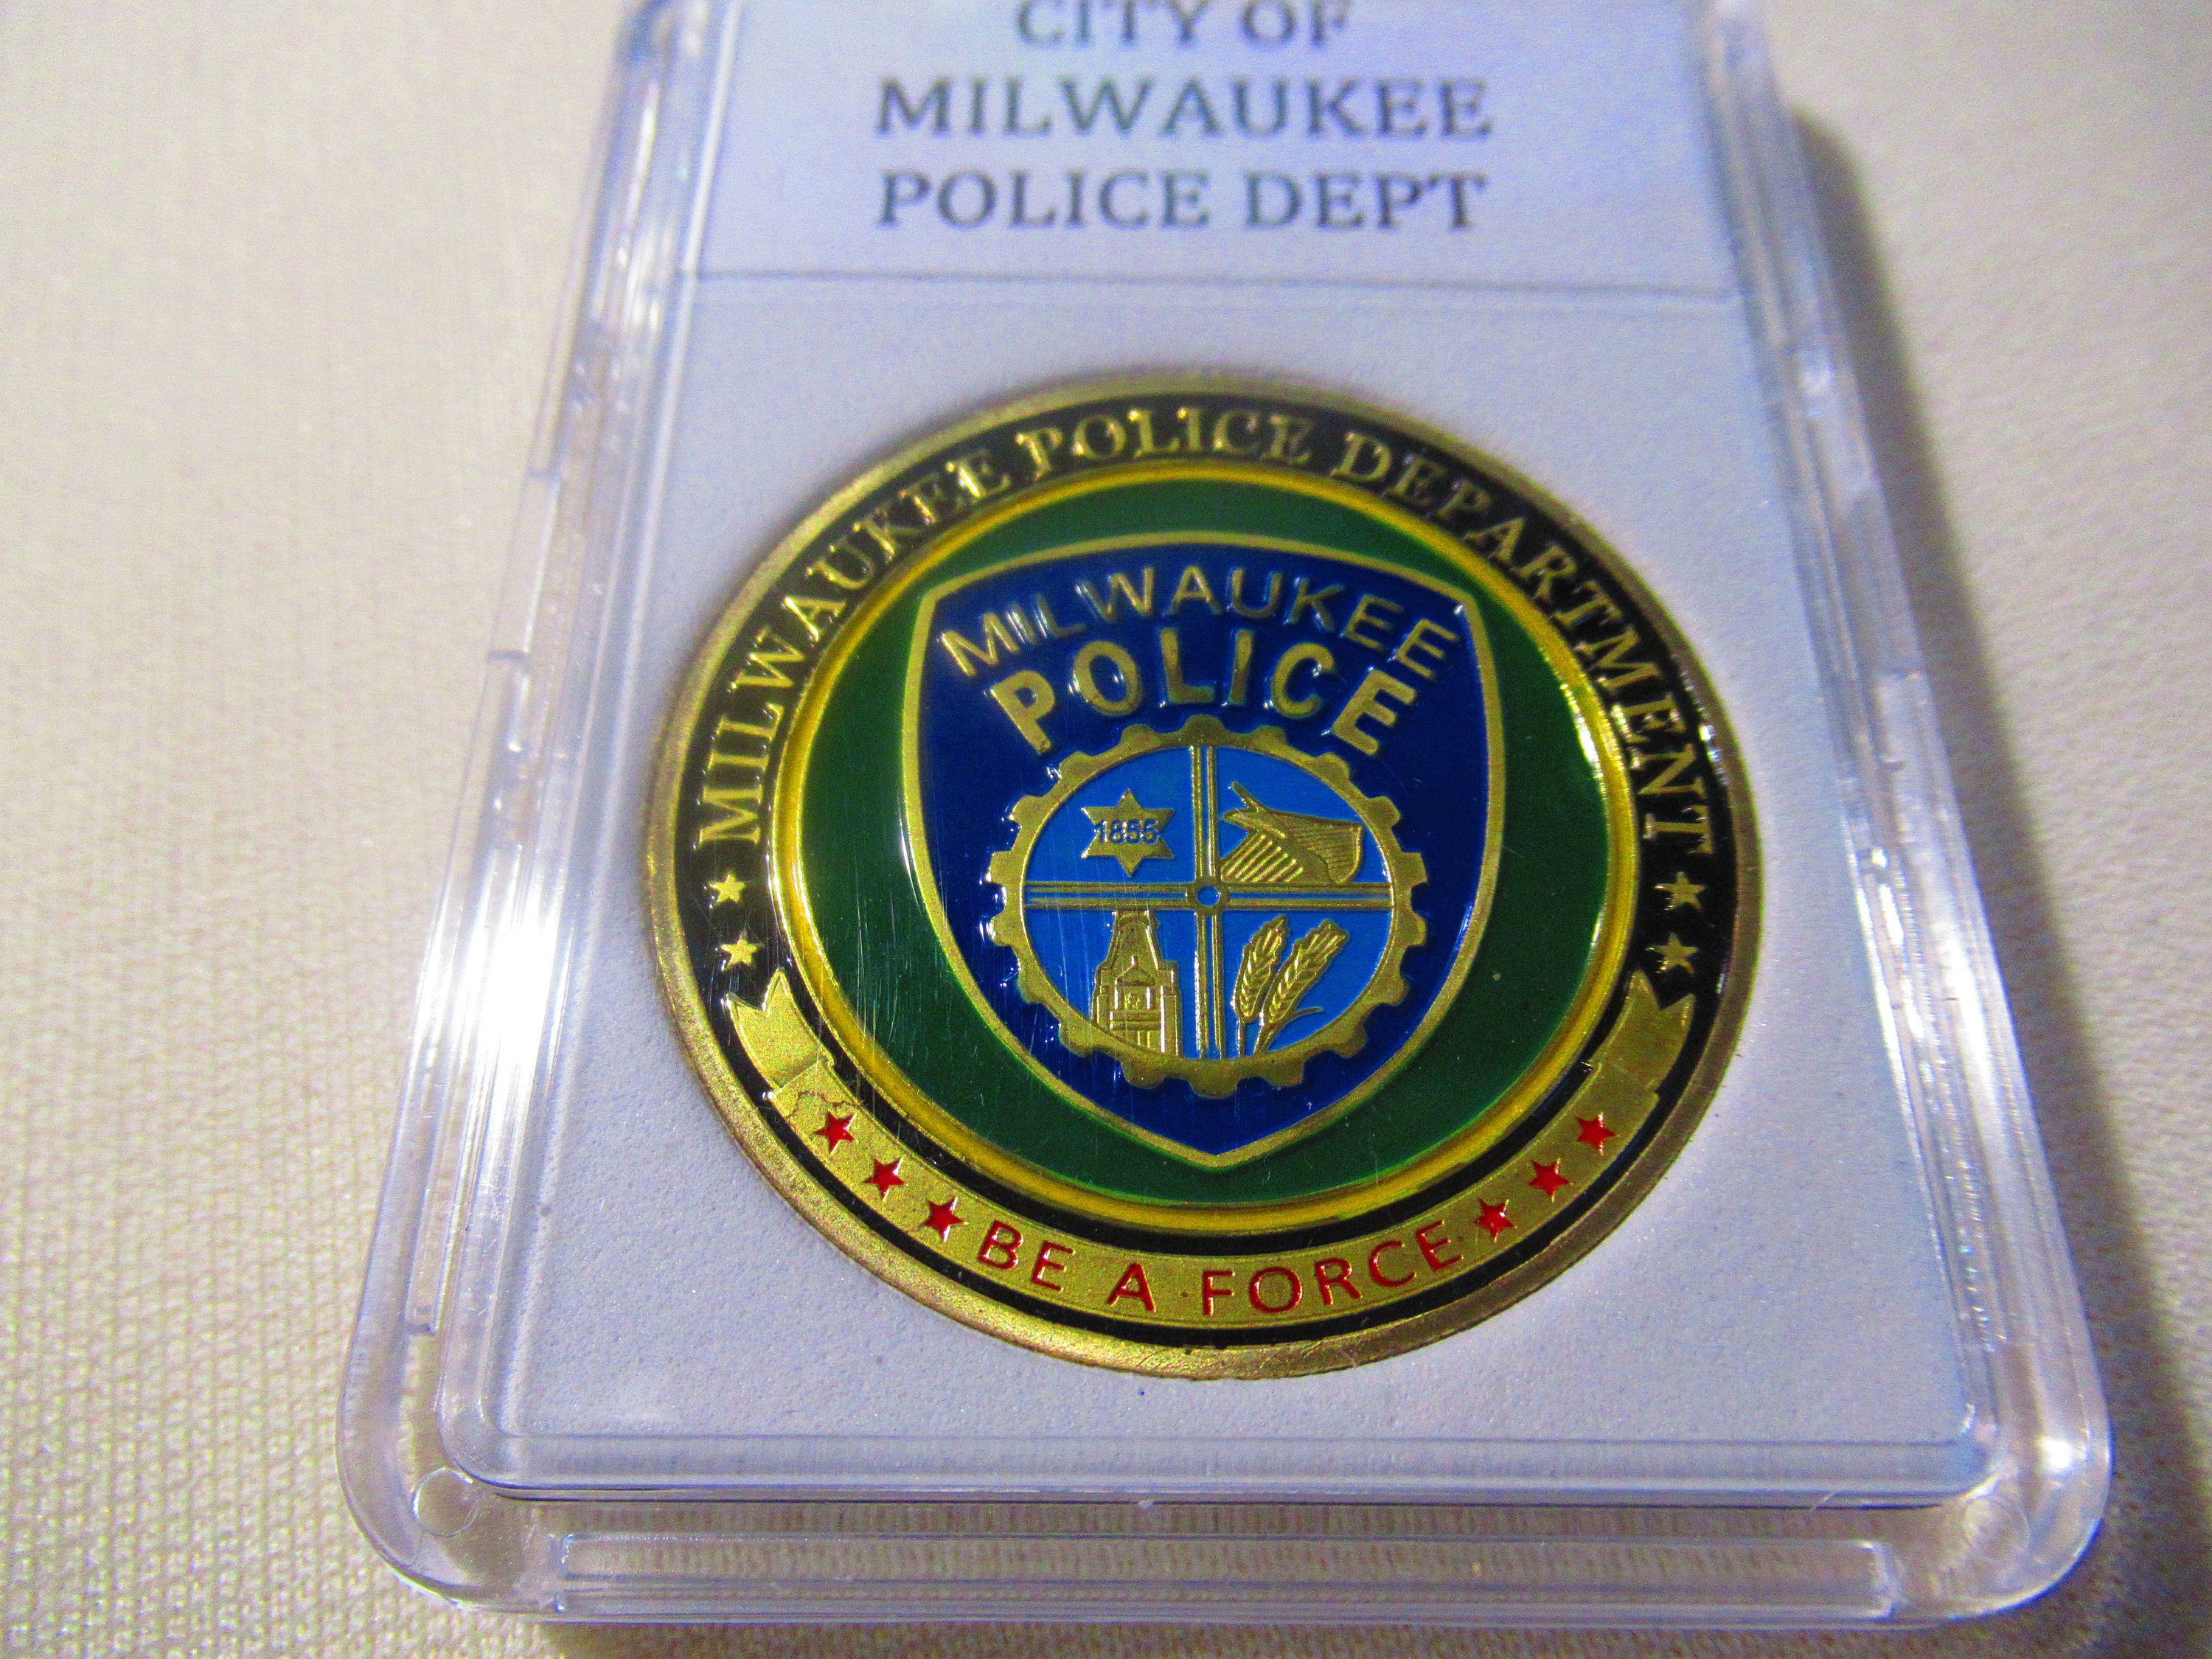 CITY OF
MILWAUKEE
POLICE DEPT
MILWAUKEE POLICE DEPARTMENT
MILWAUKEE
POLICE
1855
BE A FORCE